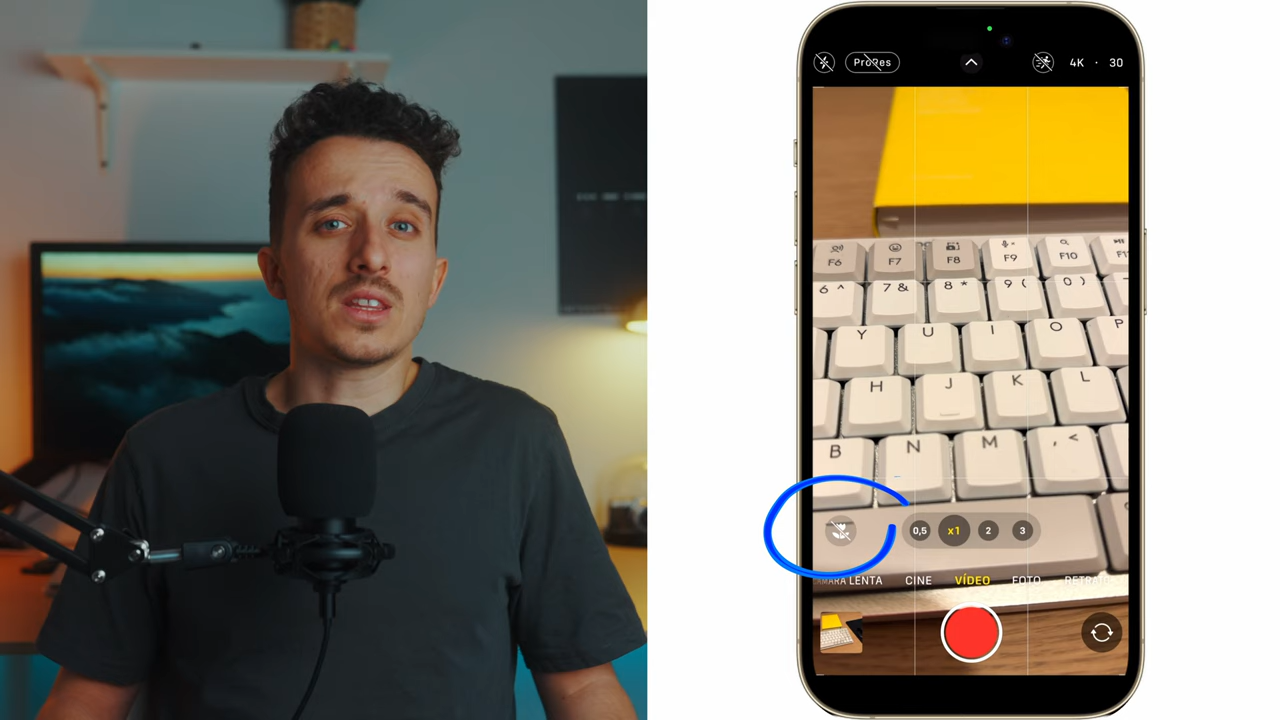 ProRes
4K · 30
F6 F7 F8 F9 F10
6 ^ 7 & 8 * 9 ( 0 )
Y U I O P
H J K L
B N M , <
0,5 x1 2 3
CÁMARA LENTA CINE VÍDEO FOTO